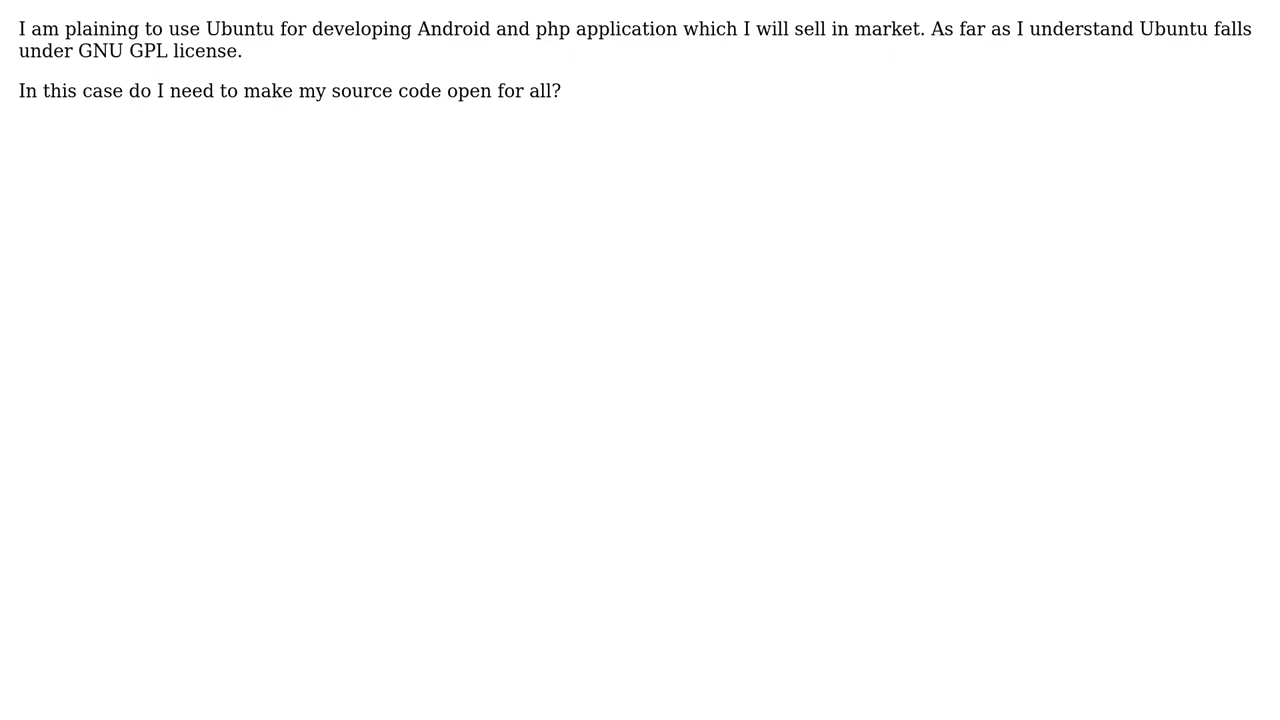 I am plaining to use Ubuntu for developing Android and php application which I will sell in market. As far as I understand Ubuntu falls
under GNU GPL license.
In this case do I need to make my source code open for all?